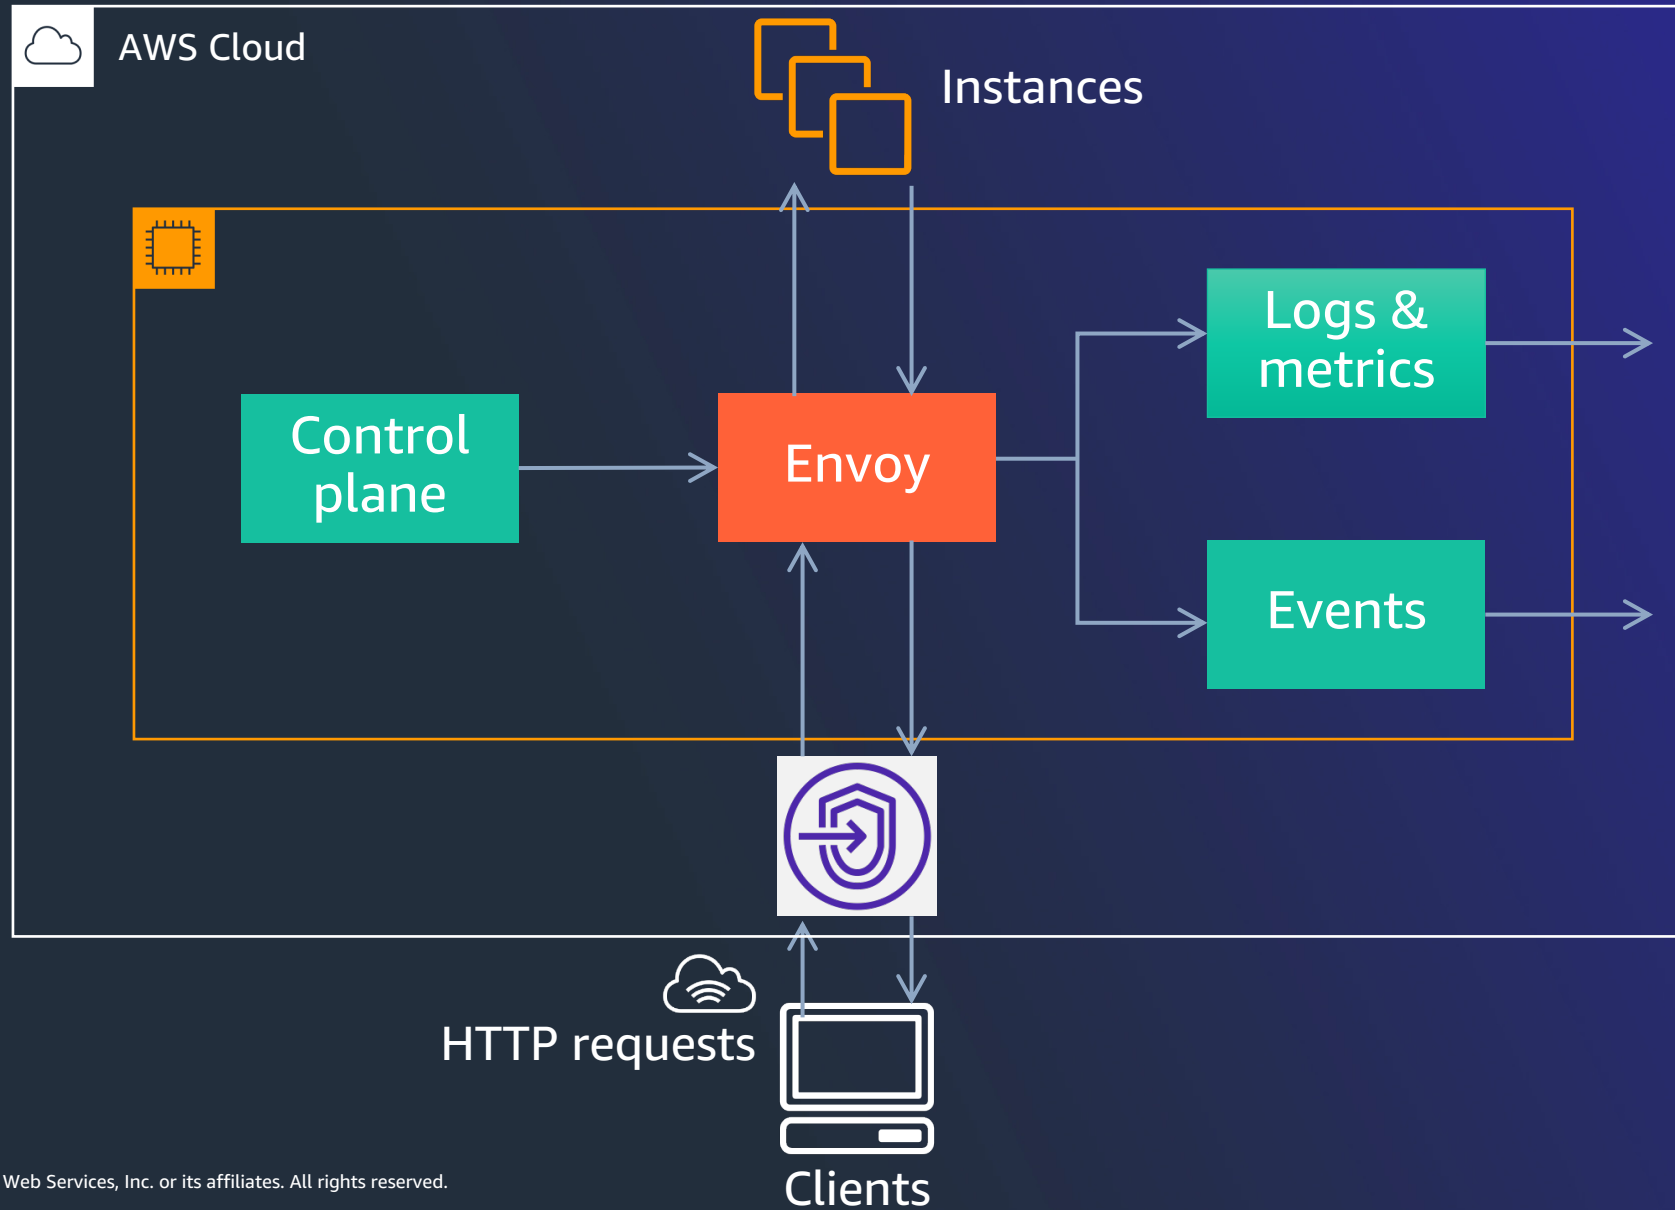 AWS Cloud
Instances
Logs &
metrics
Control
plane
Envoy
Events
HTTP requests
Clients
Web Services, Inc. or its affiliates. All rights reserved.